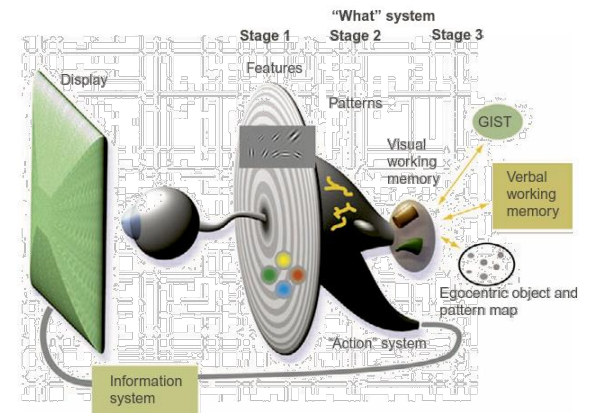 “What” system
Stage 1
Stage 2
Stage 3
Features
Display
Patterns
GIST
Visual
working
memory
Verbal
working
memory
Egocentric object and
pattern map
“Action” system
Information
system